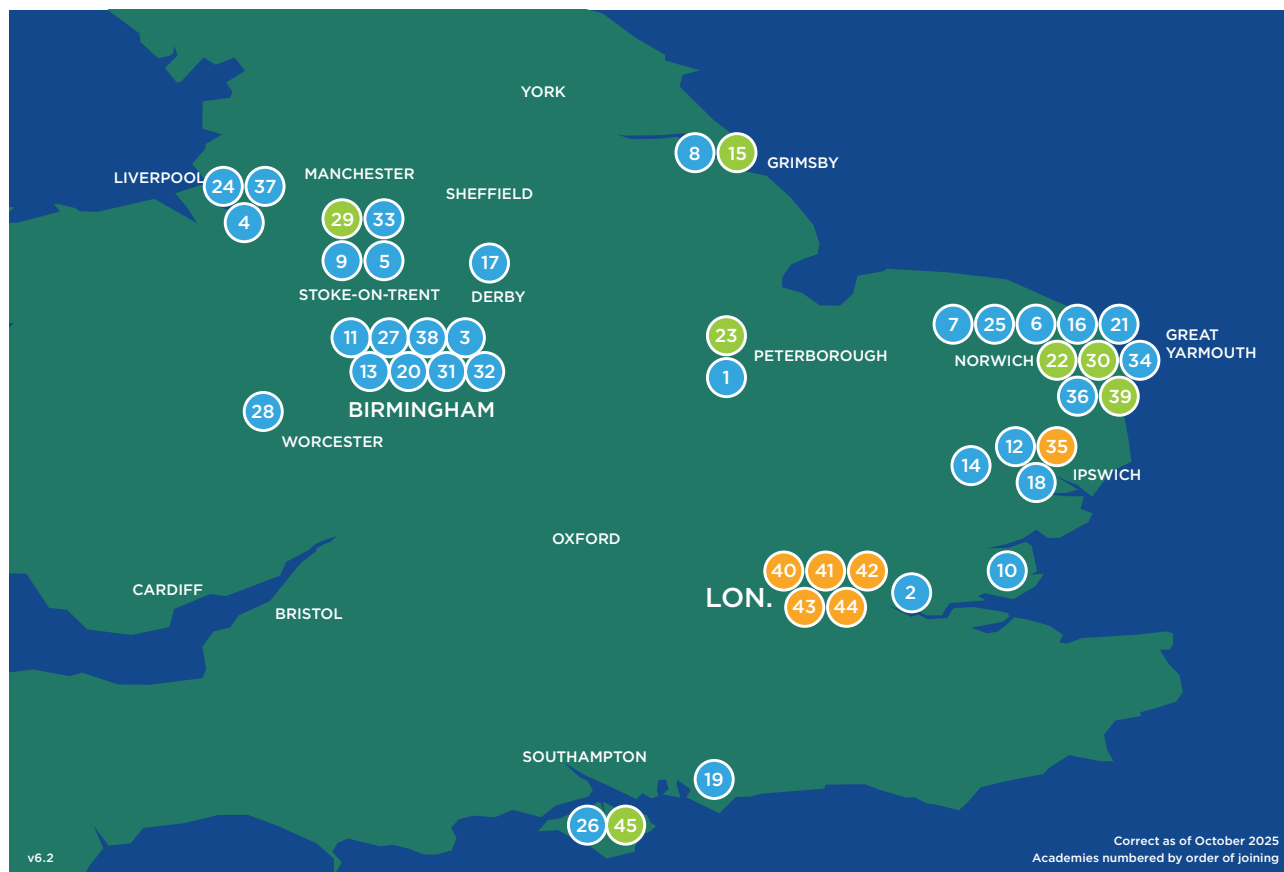 YORK
8 15
GRIMSBY
LIVERPOOL
24 37
4
MANCHESTER
SHEFFIELD
29 33
9 5
STOKE-ON-TRENT
17
DERBY
11 27 38 3
13 20 31 32
BIRMINGHAM
28
WORCESTER
23
PETERBOROUGH
1
7 25 6 16 21
GREAT
YARMOUTH
NORWICH
22 30 34
36 39
12 35
14
18
IPSWICH
OXFORD
CARDIFF
BRISTOL
LON.
40 41 42
43 44
2
10
SOUTHAMPTON
19
26 45
v6.2
Correct as of October 2025
Academies numbered by order of joining